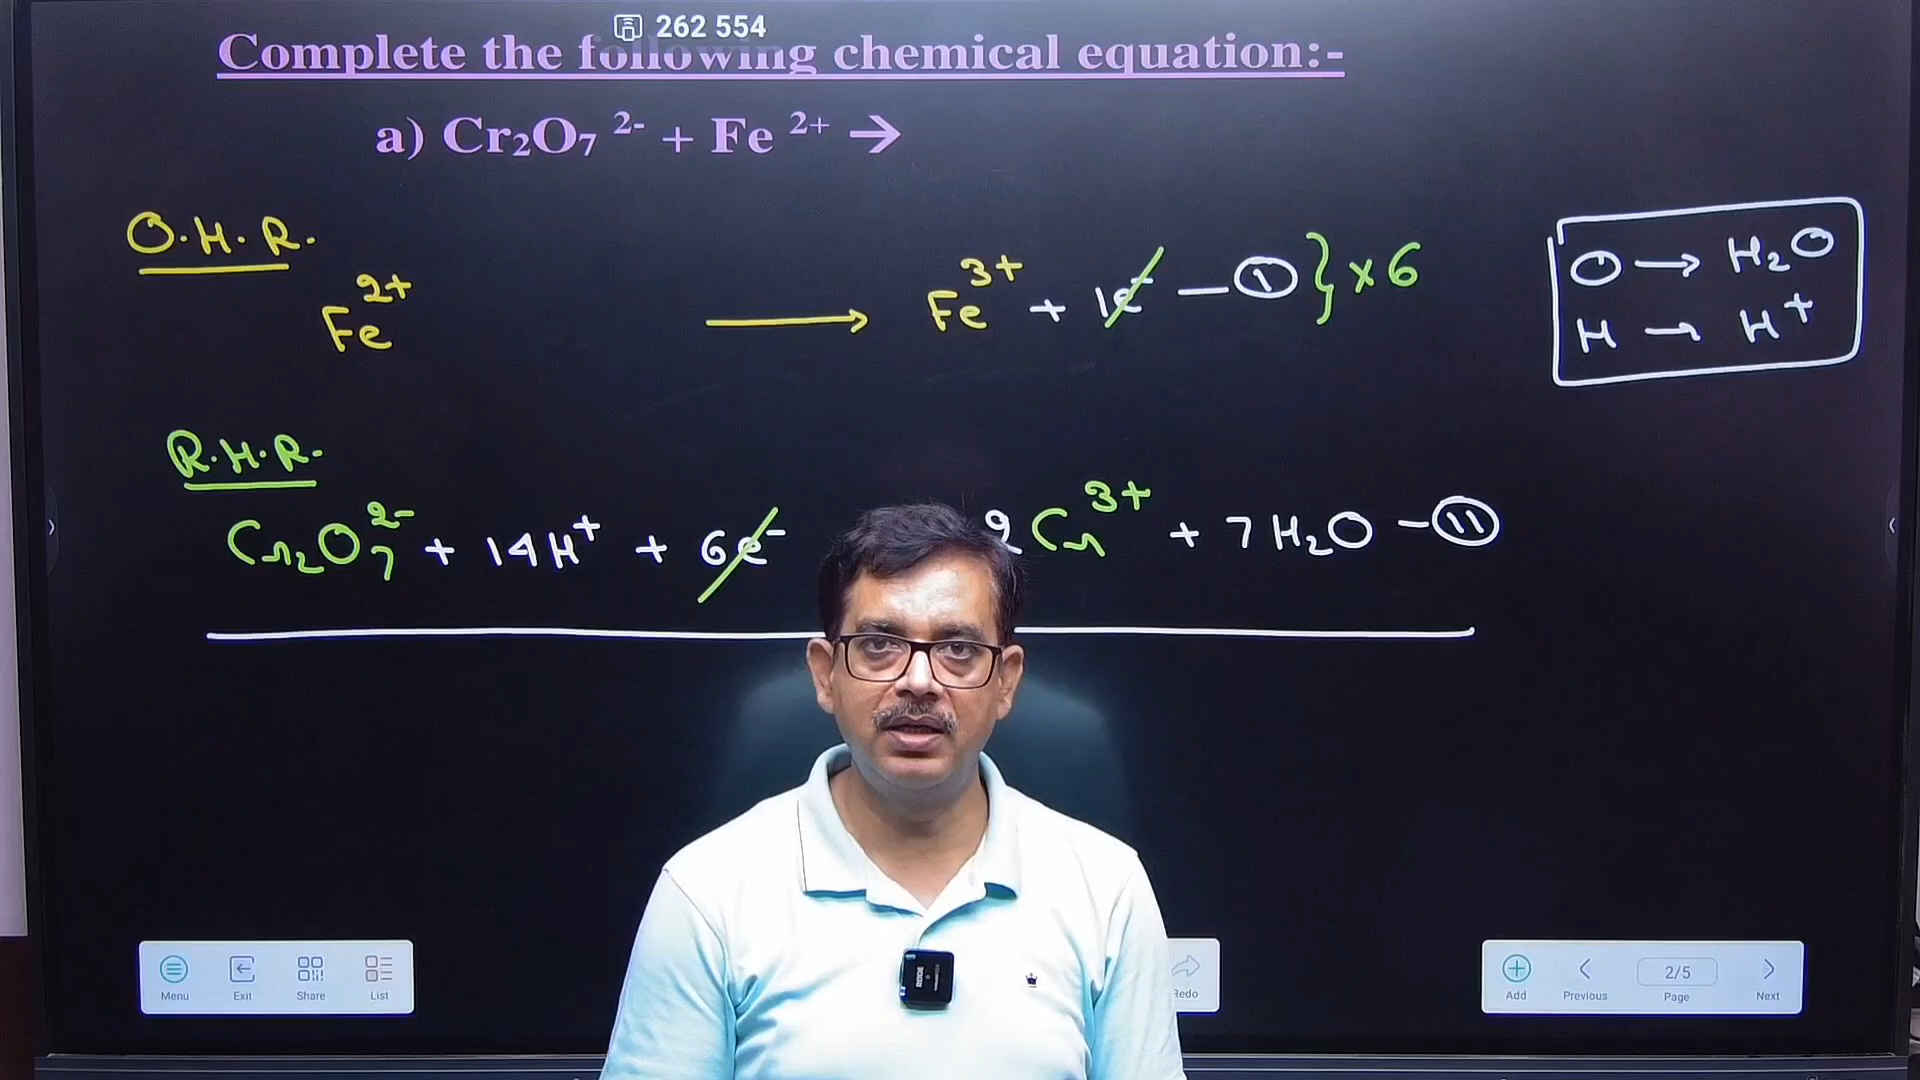 262 554
Complete the following chemical equation:-
a) Cr₂O₇ ²⁻ + Fe ²⁺ →
O.H.R.
Fe²⁺ ⟶ Fe³⁺ + 1e⁻ — Ⓘ } × 6
O → H₂O
H → H⁺
R.H.R.
Cr₂O₇²⁻ + 14H⁺ + 6e⁻ 2Cr³⁺ + 7H₂O — ⑪
RODE
Menu Exit Share List
Redo
Add Previous 2/5 Page Next